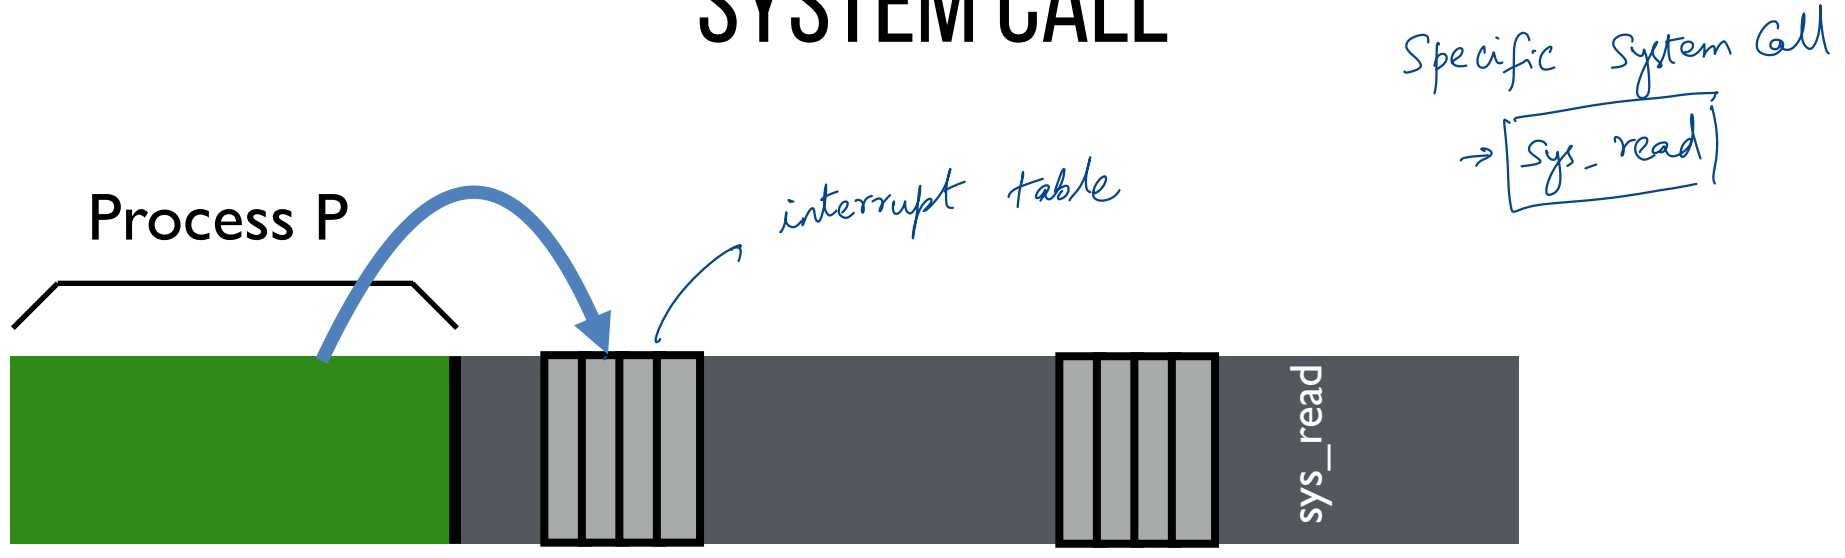 SYSTEM CALL
Specific System Call
→ sys_read
interrupt table
Process P
sys_read